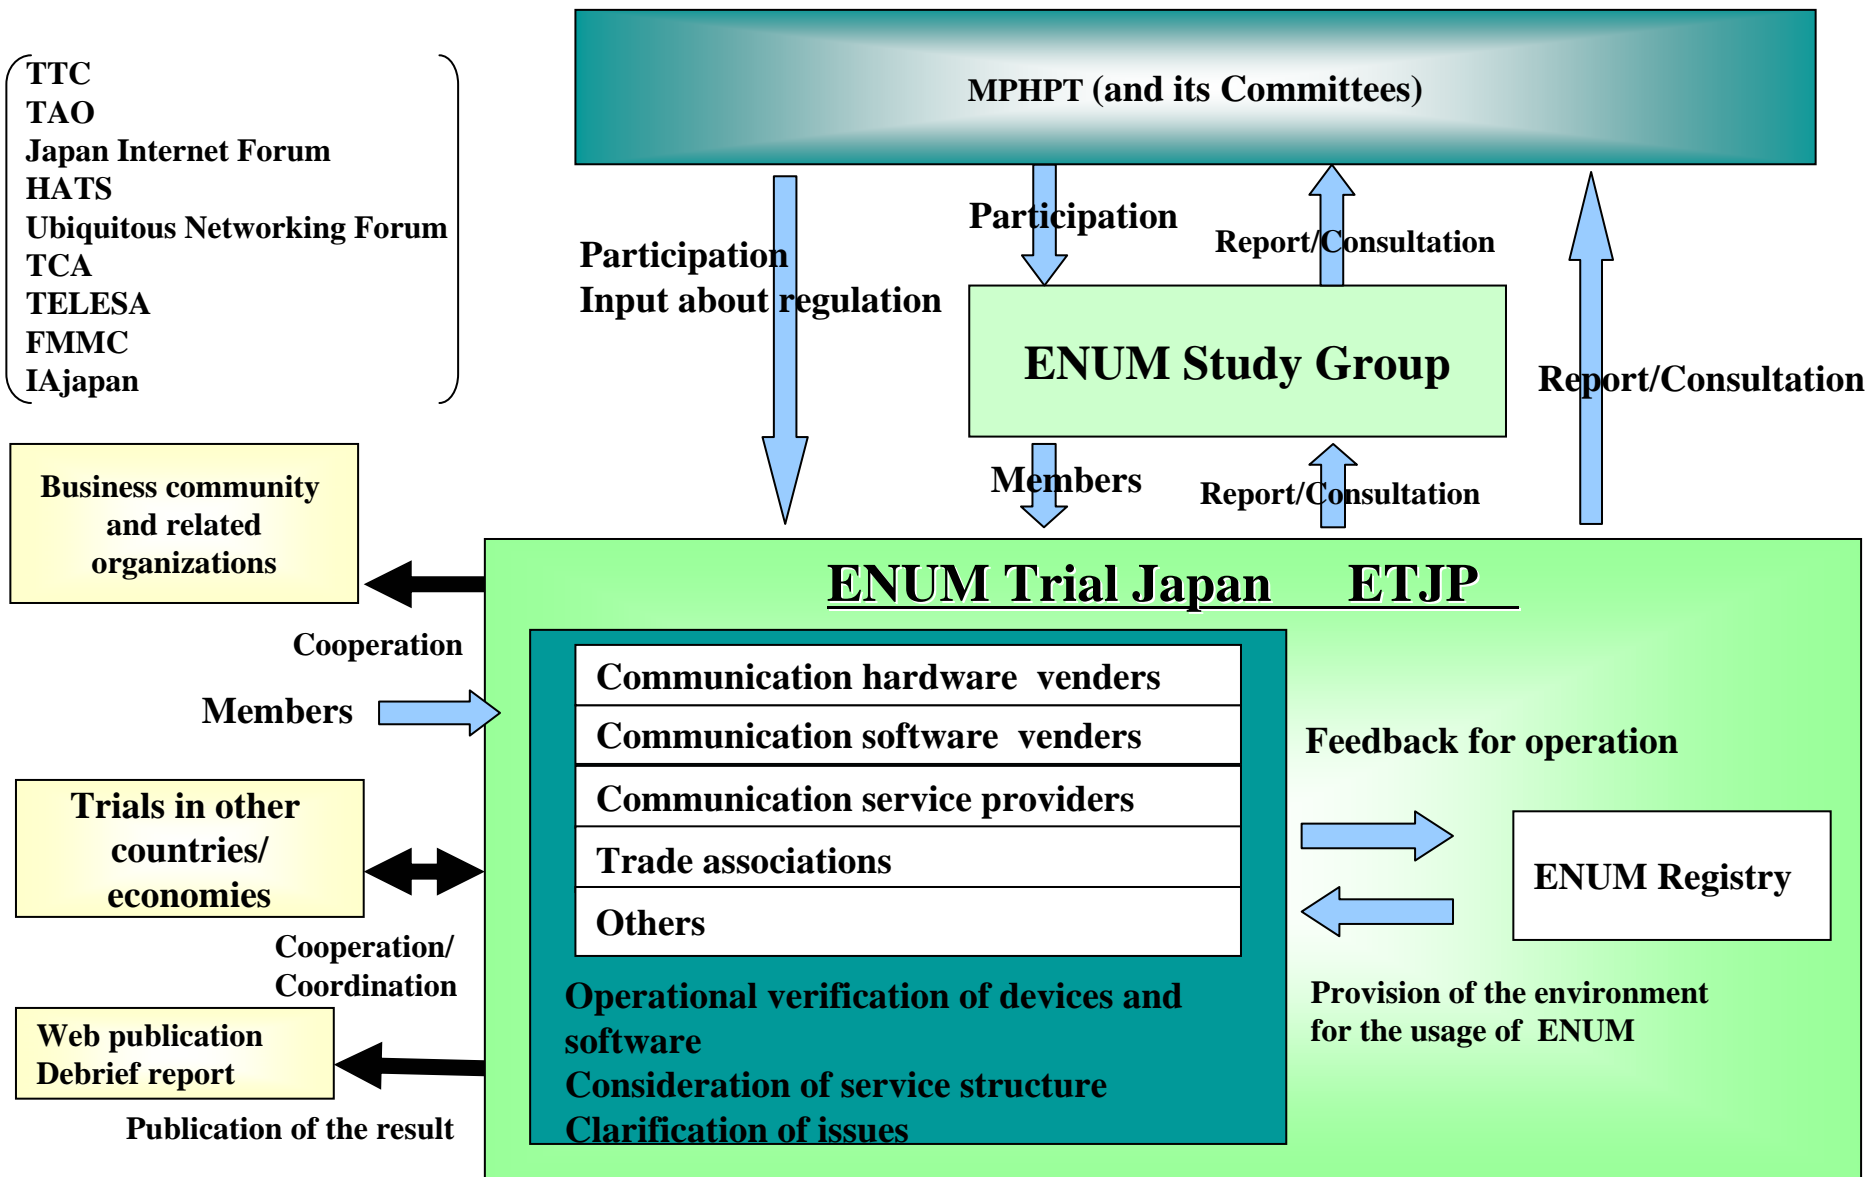 TTC
TAO
Japan Internet Forum
HATS
Ubiquitous Networking Forum
TCA
TELESA
FMMC
IAjapan
MPHPT (and its Committees)
Participation
Input about regulation
Participation
Report/Consultation
ENUM Study Group
Report/Consultation
Members
Report/Consultation
Business community
and related
organizations
Cooperation
Members
Trials in other
countries/
economies
Cooperation/
Coordination
Web publication
Debrief report
Publication of the result
ENUM Trial Japan ETJP
Communication hardware venders
Communication software venders
Communication service providers
Trade associations
Others
Operational verification of devices and
software
Consideration of service structure
Clarification of issues
Feedback for operation
ENUM Registry
Provision of the environment
for the usage of ENUM